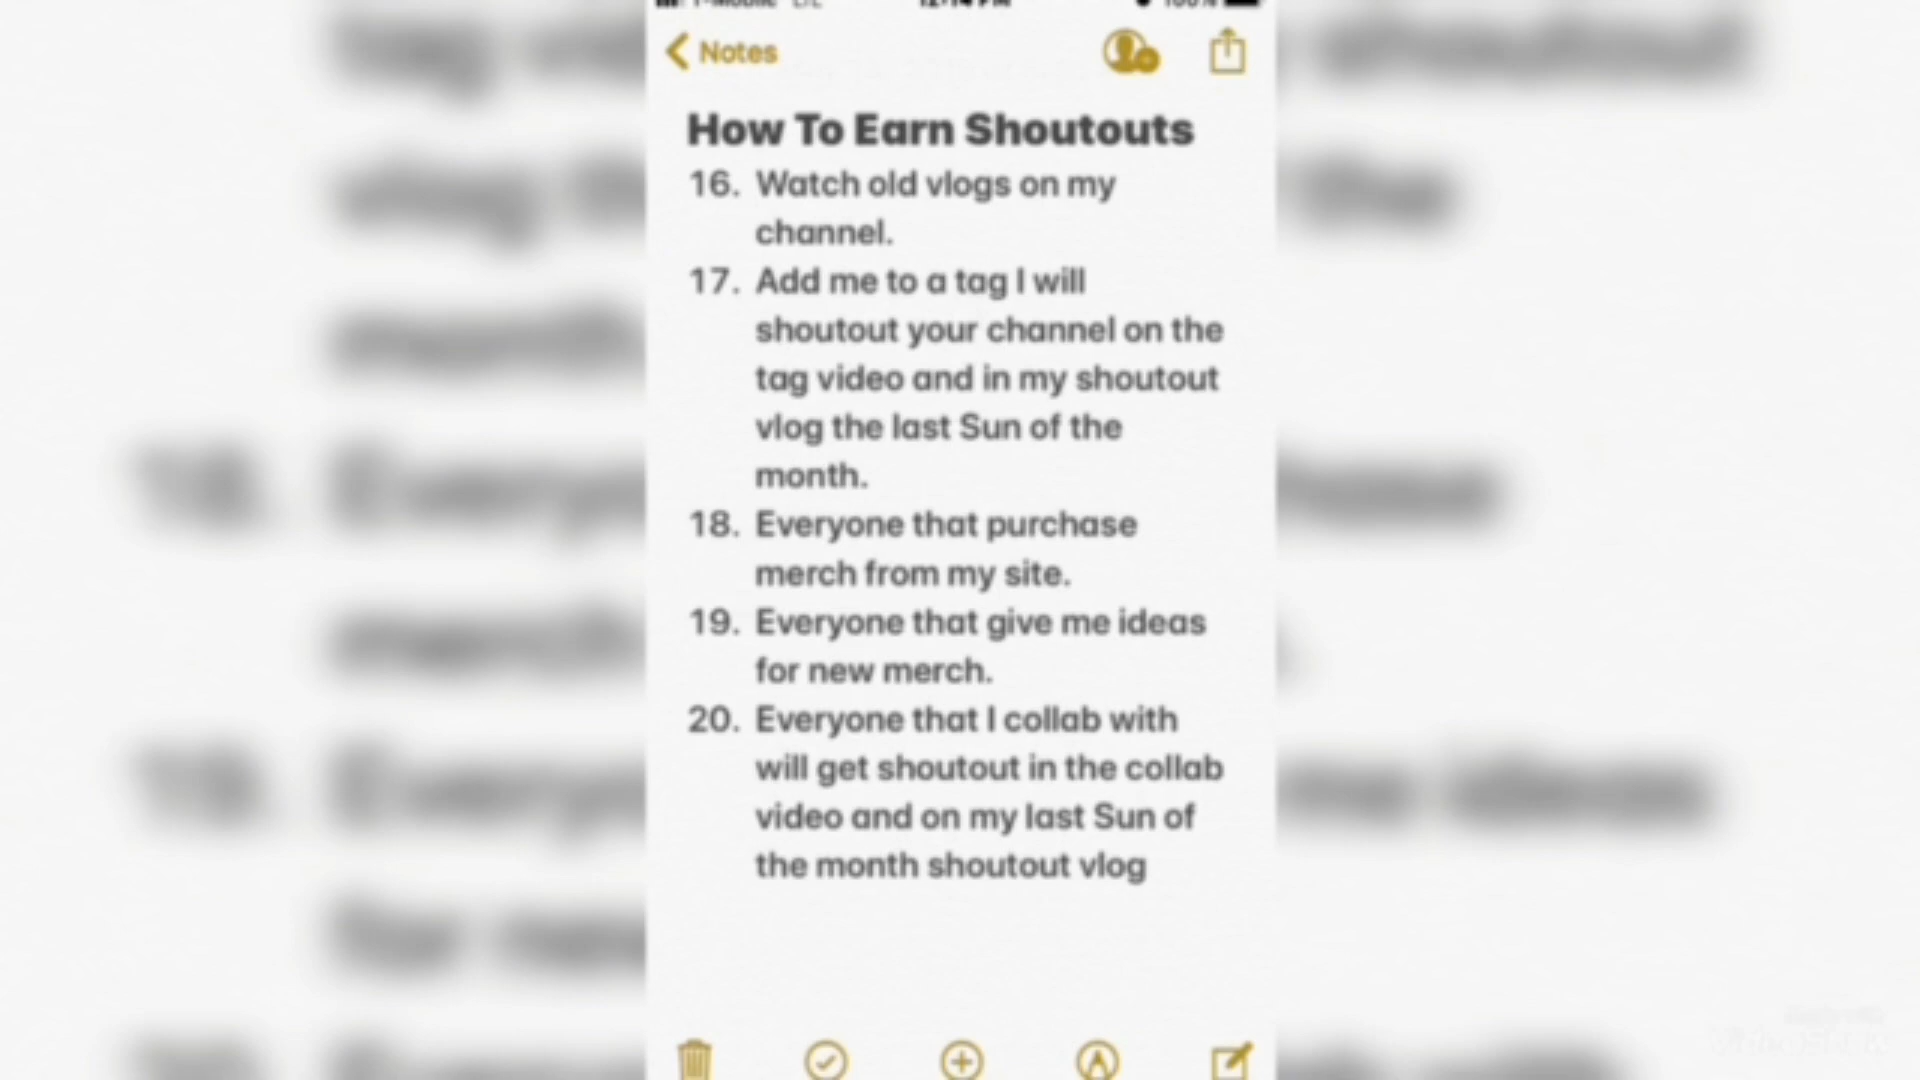 Notes
How To Earn Shoutouts
16. Watch old vlogs on my
channel.
17. Add me to a tag I will
shoutout your channel on the
tag video and in my shoutout
vlog the last Sun of the
month.
18. Everyone that purchase
merch from my site.
19. Everyone that give me ideas
for new merch.
20. Everyone that I collab with
will get shoutout in the collab
video and on my last Sun of
the month shoutout vlog